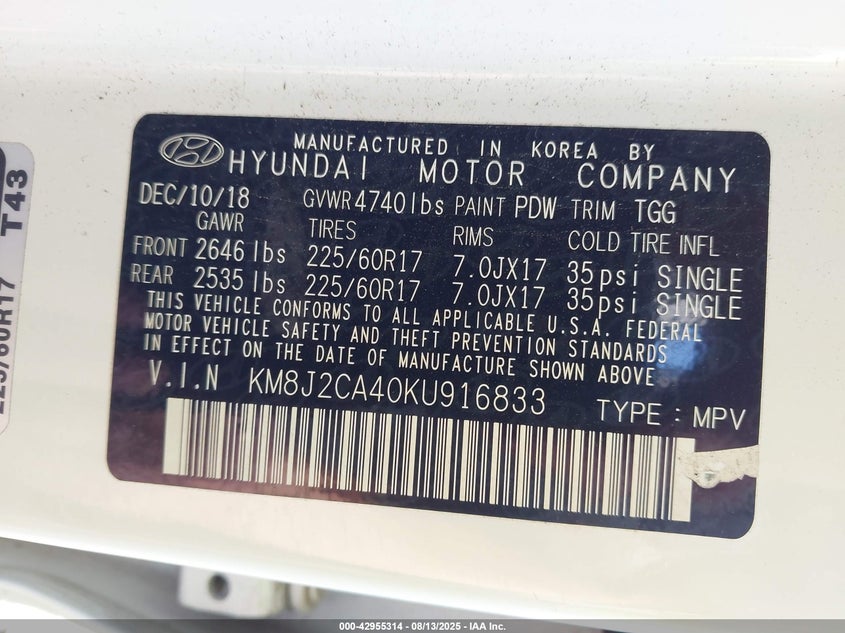 MANUFACTURED IN KOREA BY
HYUNDAI MOTOR COMPANY
DEC/10/18 GVWR 4740lbs PAINT PDW TRIM TGG
GAWR TIRES RIMS COLD TIRE INFL
FRONT 2646 lbs 225/60R17 7.0JX17 35psi SINGLE
REAR 2535 lbs 225/60R17 7.0JX17 35psi SINGLE
THIS VEHICLE CONFORMS TO ALL APPLICABLE U.S.A. FEDERAL
MOTOR VEHICLE SAFETY AND THEFT PREVENTION STANDARDS
IN EFFECT ON THE DATE OF MANUFACTURE SHOWN ABOVE
V.I.N KM8J2CA40KU916833 TYPE : MPV
225/60R17 T43
000-42955314 - 08/13/2025 - IAA Inc.